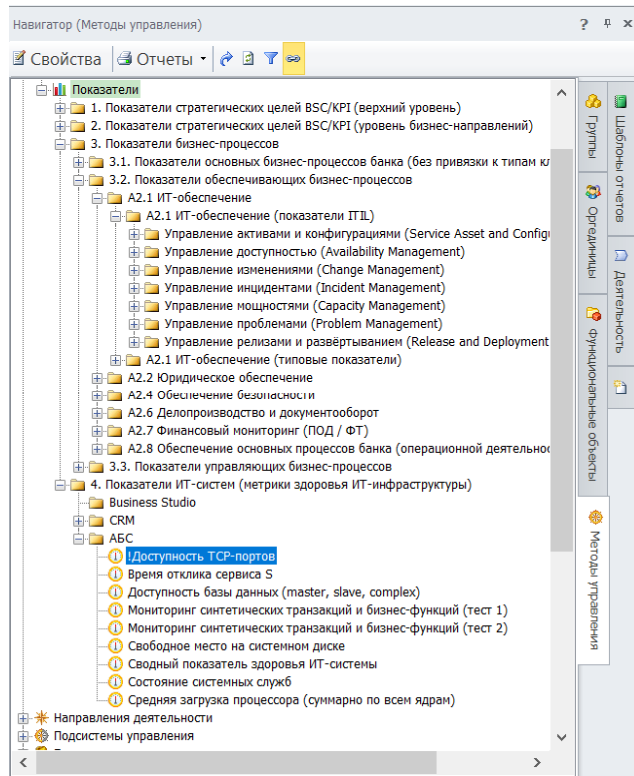 Навигатор (Методы управления)
Свойства Отчеты
Показатели
1. Показатели стратегических целей BSC/KPI (верхний уровень)
2. Показатели стратегических целей BSC/KPI (уровень бизнес-направлений)
3. Показатели бизнес-процессов
3.1. Показатели основных бизнес-процессов банка (без привязки к типам кл
3.2. Показатели обеспечивающих бизнес-процессов
А2.1 ИТ-обеспечение
А2.1 ИТ-обеспечение (показатели ITIL)
Управление активами и конфигурациями (Service Asset and Configu
Управление доступностью (Availability Management)
Управление изменениями (Change Management)
Управление инцидентами (Incident Management)
Управление мощностями (Capacity Management)
Управление проблемами (Problem Management)
Управление релизами и развёртыванием (Release and Deployment
А2.1 ИТ-обеспечение (типовые показатели)
А2.2 Юридическое обеспечение
А2.4 Обеспечение безопасности
А2.6 Делопроизводство и документооборот
А2.7 Финансовый мониторинг (ПОД / ФТ)
А2.8 Обеспечение основных процессов банка (операционной деятельнос
3.3. Показатели управляющих бизнес-процессов
4. Показатели ИТ-систем (метрики здоровья ИТ-инфраструктуры)
Business Studio
CRM
АБС
!Доступность TCP-портов
Время отклика сервиса S
Доступность базы данных (master, slave, complex)
Мониторинг синтетических транзакций и бизнес-функций (тест 1)
Мониторинг синтетических транзакций и бизнес-функций (тест 2)
Свободное место на системном диске
Сводный показатель здоровья ИТ-системы
Состояние системных служб
Средняя загрузка процессора (суммарно по всем ядрам)
Направления деятельности
Подсистемы управления
Группы
Оргединицы
Функциональные объекты
Методы управления
Шаблоны отчетов
Деятельность